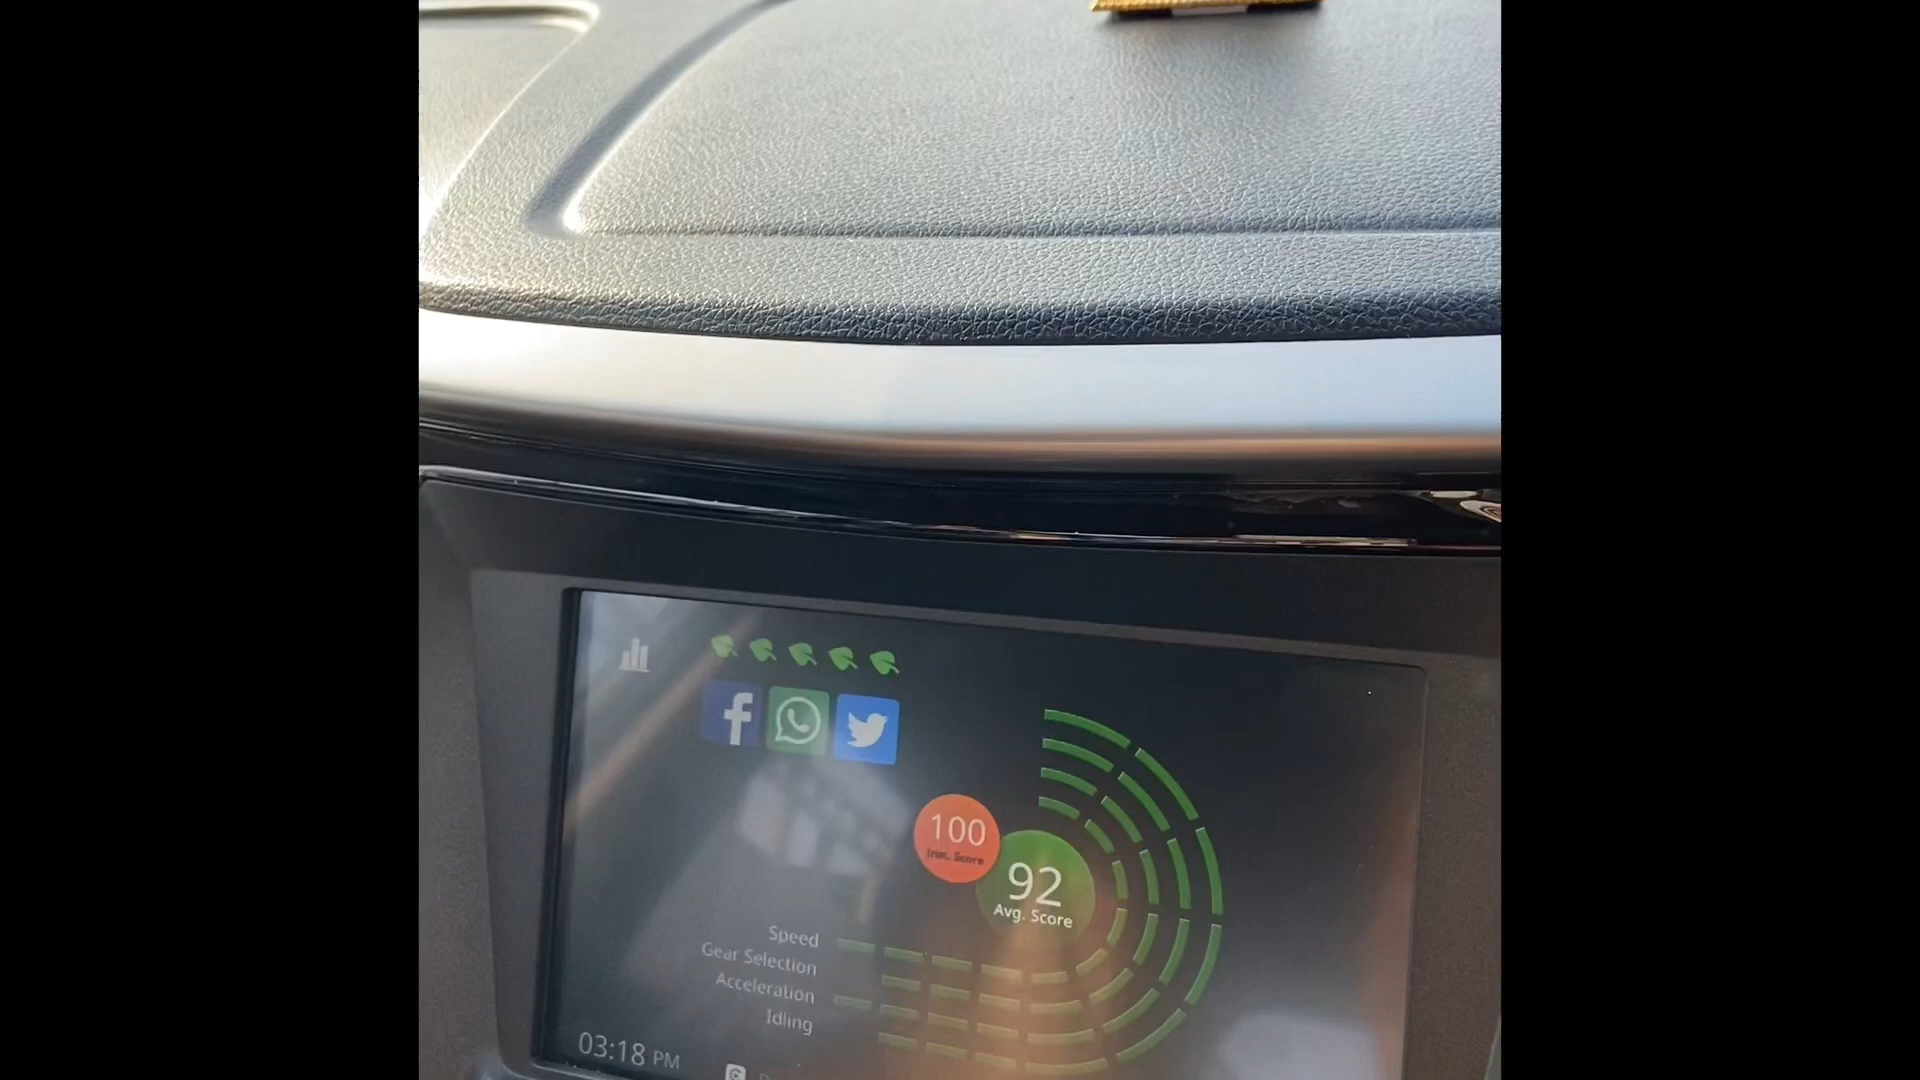 100
Inst. Score
92
Avg. Score
Speed
Gear Selection
Acceleration
Idling
03:18 PM